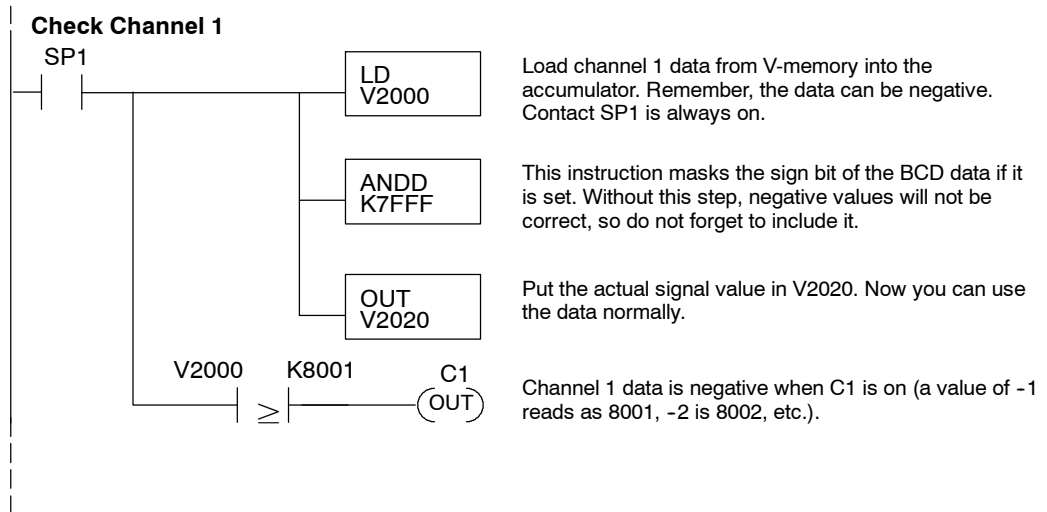 Check Channel 1
SP1
LD
V2000
Load channel 1 data from V-memory into the
accumulator. Remember, the data can be negative.
Contact SP1 is always on.
ANDD
K7FFF
This instruction masks the sign bit of the BCD data if it
is set. Without this step, negative values will not be
correct, so do not forget to include it.
OUT
V2020
Put the actual signal value in V2020. Now you can use
the data normally.
V2000 K8001 C1
≥ OUT
Channel 1 data is negative when C1 is on (a value of -1
reads as 8001, -2 is 8002, etc.).